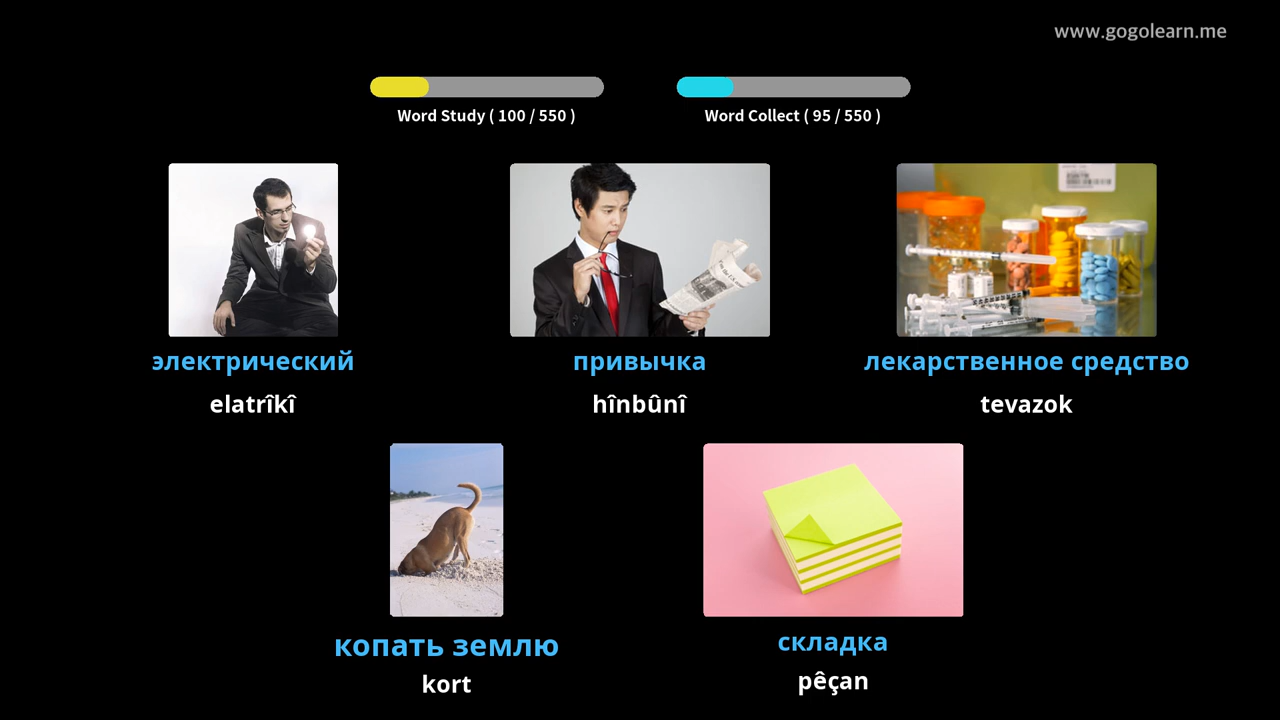 www.gogolearn.me
Word Study ( 100 / 550 )
Word Collect ( 95 / 550 )
электрический
привычка
лекарственное средство
elatrîkî
hînbûnî
tevazok
копать землю
складка
kort
pêçan